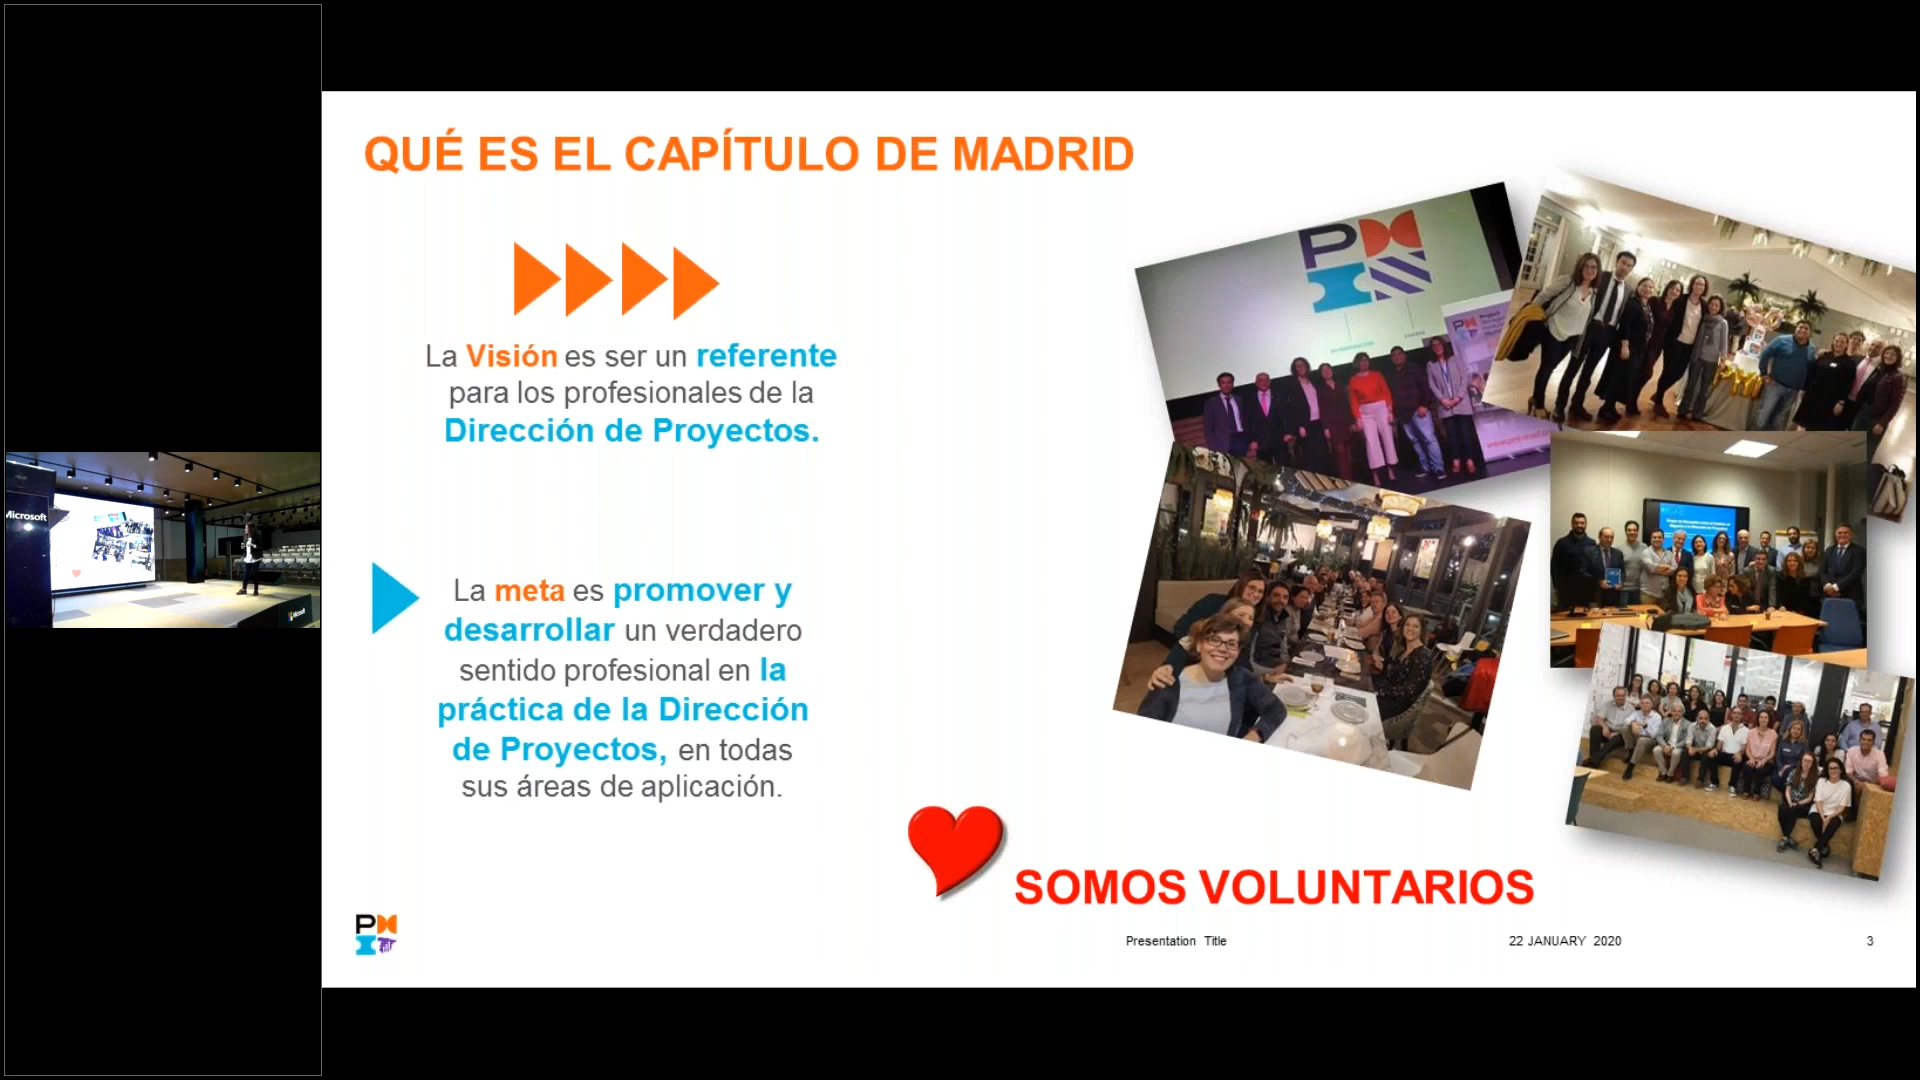 QUÉ ES EL CAPÍTULO DE MADRID
La Visión es ser un referente
para los profesionales de la
Dirección de Proyectos.
La meta es promover y
desarrollar un verdadero
sentido profesional en la
práctica de la Dirección
de Proyectos, en todas
sus áreas de aplicación.
SOMOS VOLUNTARIOS
Presentation Title
22 JANUARY 2020
3
Microsoft